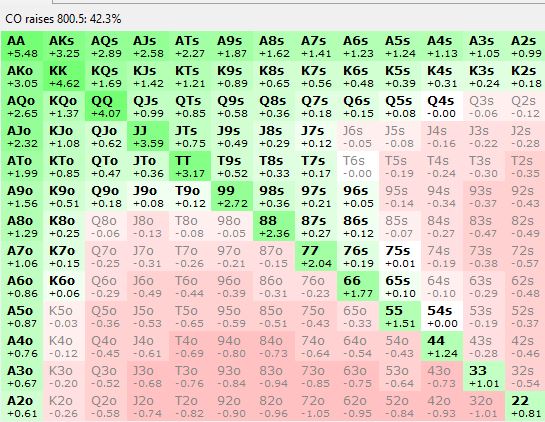 CO raises 800.5: 42.3%
AA AKs AQs AJs ATs A9s A8s A7s A6s A5s A4s A3s A2s
+5.48 +3.25 +2.89 +2.58 +2.27 +1.87 +1.62 +1.41 +1.23 +1.24 +1.13 +1.05 +0.99
AKo KK KQs KJs KTs K9s K8s K7s K6s K5s K4s K3s K2s
+3.05 +4.62 +1.69 +1.42 +1.21 +0.89 +0.65 +0.56 +0.48 +0.39 +0.31 +0.24 +0.18
AQo KQo QQ QJs QTs Q9s Q8s Q7s Q6s Q5s Q4s Q3s Q2s
+2.65 +1.37 +4.07 +0.99 +0.85 +0.58 +0.36 +0.18 +0.15 +0.08 -0.00 -0.06 -0.12
AJo KJo QJo JJ JTs J9s J8s J7s J6s J5s J4s J3s J2s
+2.32 +1.08 +0.62 +3.59 +0.75 +0.49 +0.29 +0.12 -0.05 -0.08 -0.16 -0.22 -0.28
ATo KTo QTo JTo TT T9s T8s T7s T6s T5s T4s T3s T2s
+1.99 +0.85 +0.47 +0.36 +3.17 +0.52 +0.33 +0.17 -0.00 -0.19 -0.24 -0.30 -0.35
A9o K9o Q9o J9o T9o 99 98s 97s 96s 95s 94s 93s 92s
+1.56 +0.51 +0.18 +0.08 +0.12 +2.72 +0.36 +0.21 +0.05 -0.14 -0.34 -0.37 -0.43
A8o K8o Q8o J8o T8o 98o 88 87s 86s 85s 84s 83s 82s
+1.29 +0.25 -0.06 -0.13 -0.08 -0.05 +2.36 +0.27 +0.12 -0.07 -0.27 -0.47 -0.49
A7o K7o Q7o J7o T7o 97o 87o 77 76s 75s 74s 73s 72s
+1.06 +0.15 -0.25 -0.31 -0.26 -0.21 -0.15 +2.04 +0.19 +0.01 -0.19 -0.38 -0.57
A6o K6o Q6o J6o T6o 96o 86o 76o 66 65s 64s 63s 62s
+0.86 +0.06 -0.29 -0.49 -0.44 -0.39 -0.31 -0.23 +1.77 +0.10 -0.10 -0.29 -0.48
A5o K5o Q5o J5o T5o 95o 85o 75o 65o 55 54s 53s 52s
+0.87 -0.03 -0.36 -0.53 -0.65 -0.59 -0.51 -0.43 -0.33 +1.51 +0.00 -0.19 -0.37
A4o K4o Q4o J4o T4o 94o 84o 74o 64o 54o 44 43s 42s
+0.76 -0.12 -0.45 -0.61 -0.69 -0.80 -0.73 -0.64 -0.54 -0.43 +1.24 -0.28 -0.46
A3o K3o Q3o J3o T3o 93o 83o 73o 63o 53o 43o 33 32s
+0.67 -0.20 -0.52 -0.68 -0.76 -0.84 -0.94 -0.85 -0.75 -0.64 -0.73 +1.01 -0.54
A2o K2o Q2o J2o T2o 92o 82o 72o 62o 52o 42o 32o 22
+0.61 -0.26 -0.58 -0.74 -0.82 -0.90 -0.96 -1.05 -0.95 -0.84 -0.93 -1.01 +0.81